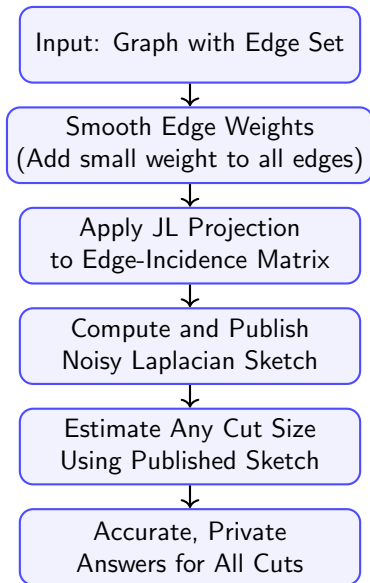 Input: Graph with Edge Set
Smooth Edge Weights
(Add small weight to all edges)
Apply JL Projection
to Edge-Incidence Matrix
Compute and Publish
Noisy Laplacian Sketch
Estimate Any Cut Size
Using Published Sketch
Accurate, Private
Answers for All Cuts